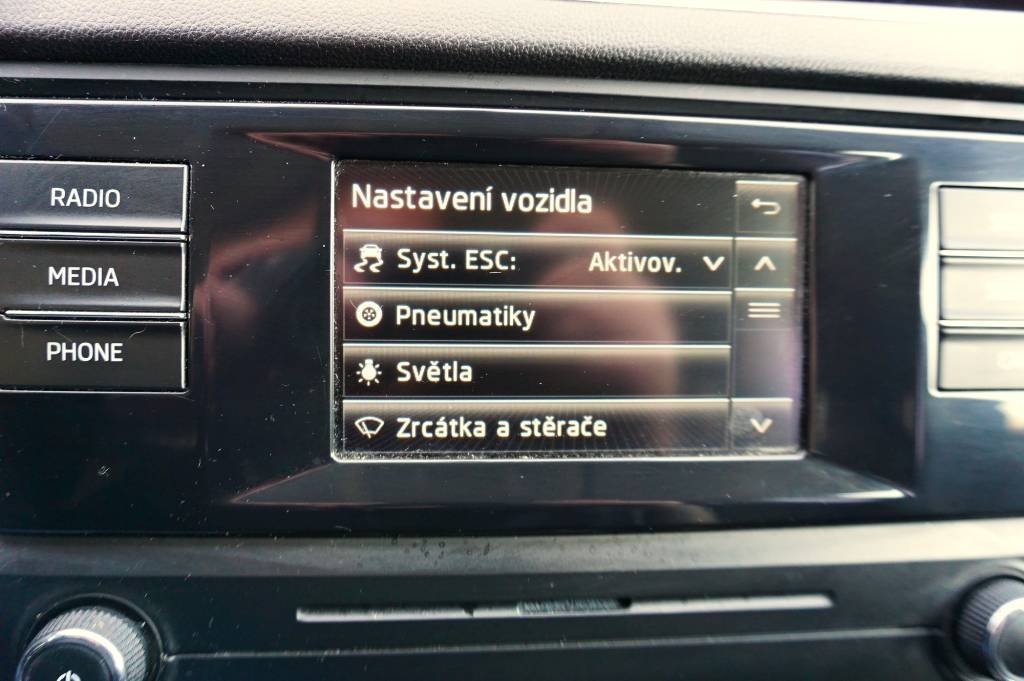 RADIO
MEDIA
PHONE
Nastavení vozidla
Syst. ESC: Aktivov.
Pneumatiky
Světla
Zrcátka a stěrače